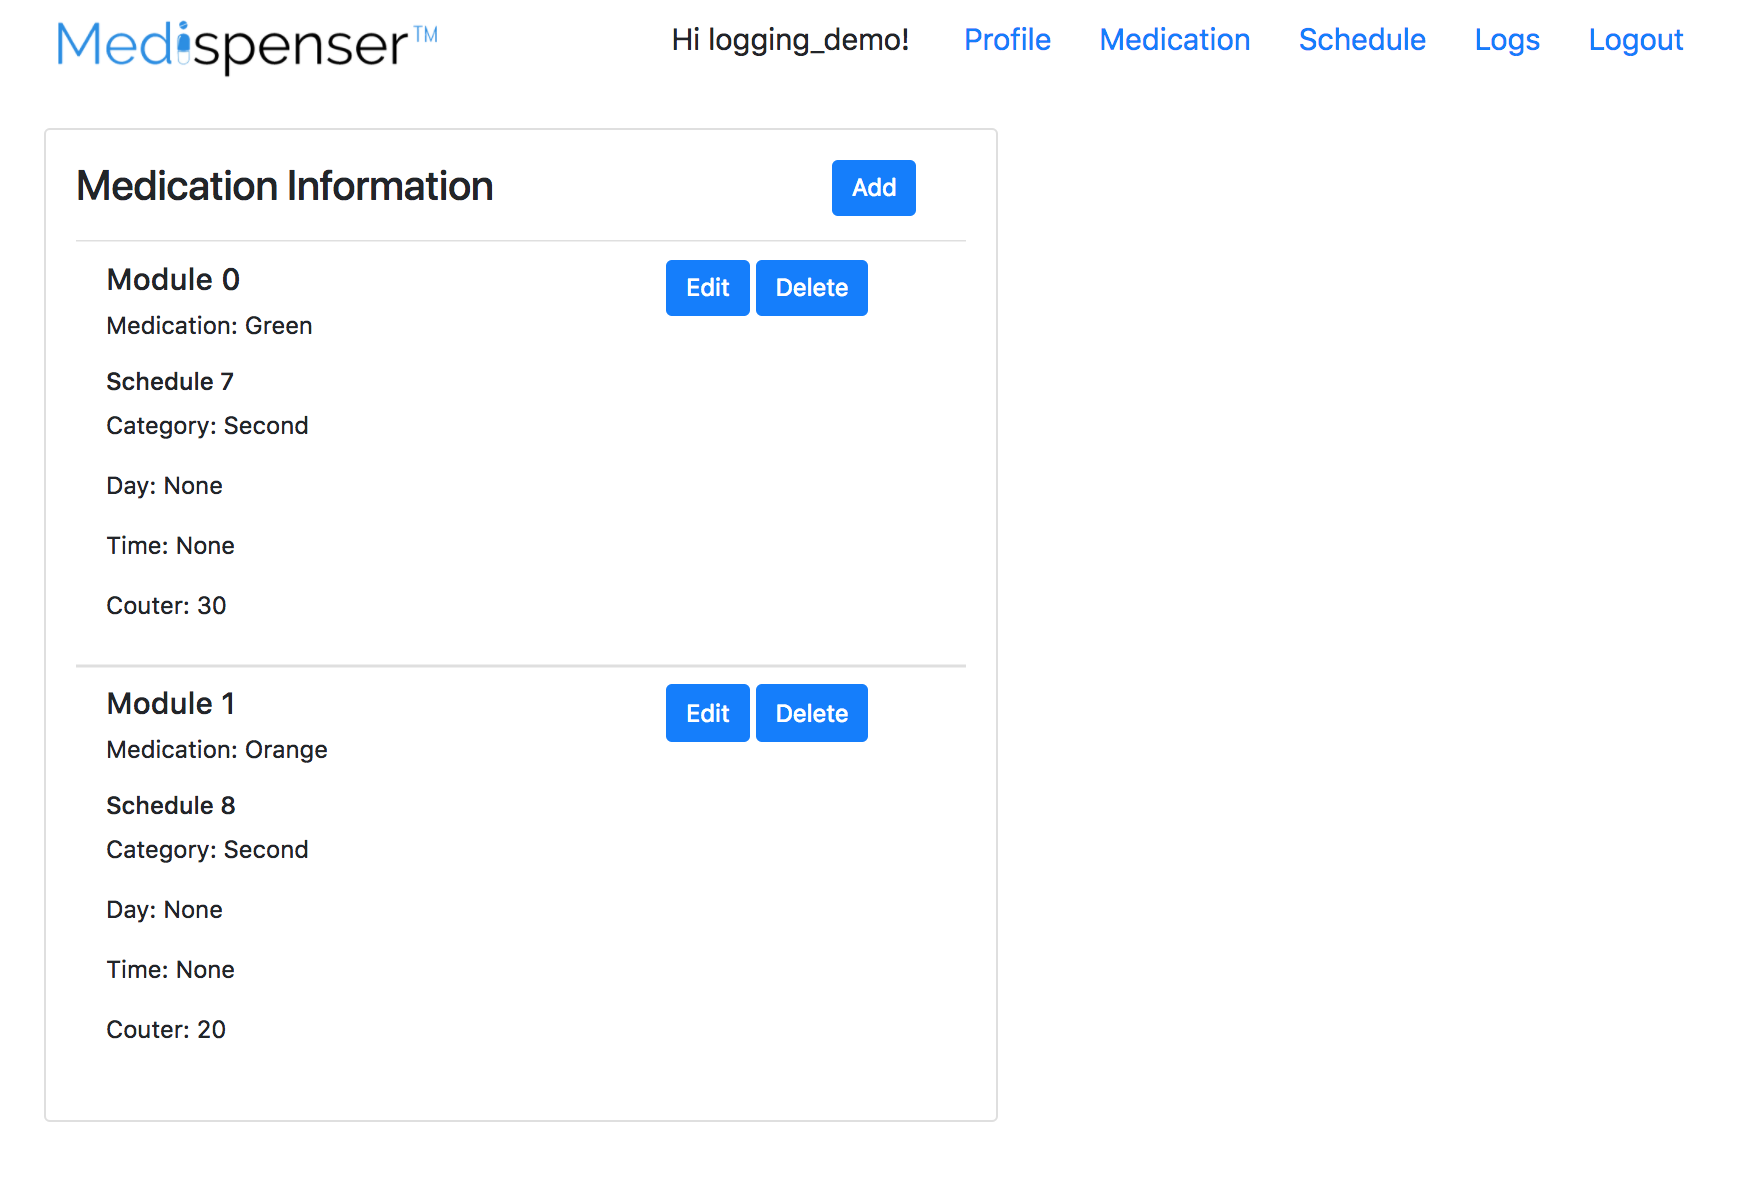 Medispenser™ Hi logging_demo! Profile Medication Schedule Logs Logout
Medication Information Add
Module 0 Edit Delete
Medication: Green
Schedule 7
Category: Second
Day: None
Time: None
Couter: 30
Module 1 Edit Delete
Medication: Orange
Schedule 8
Category: Second
Day: None
Time: None
Couter: 20